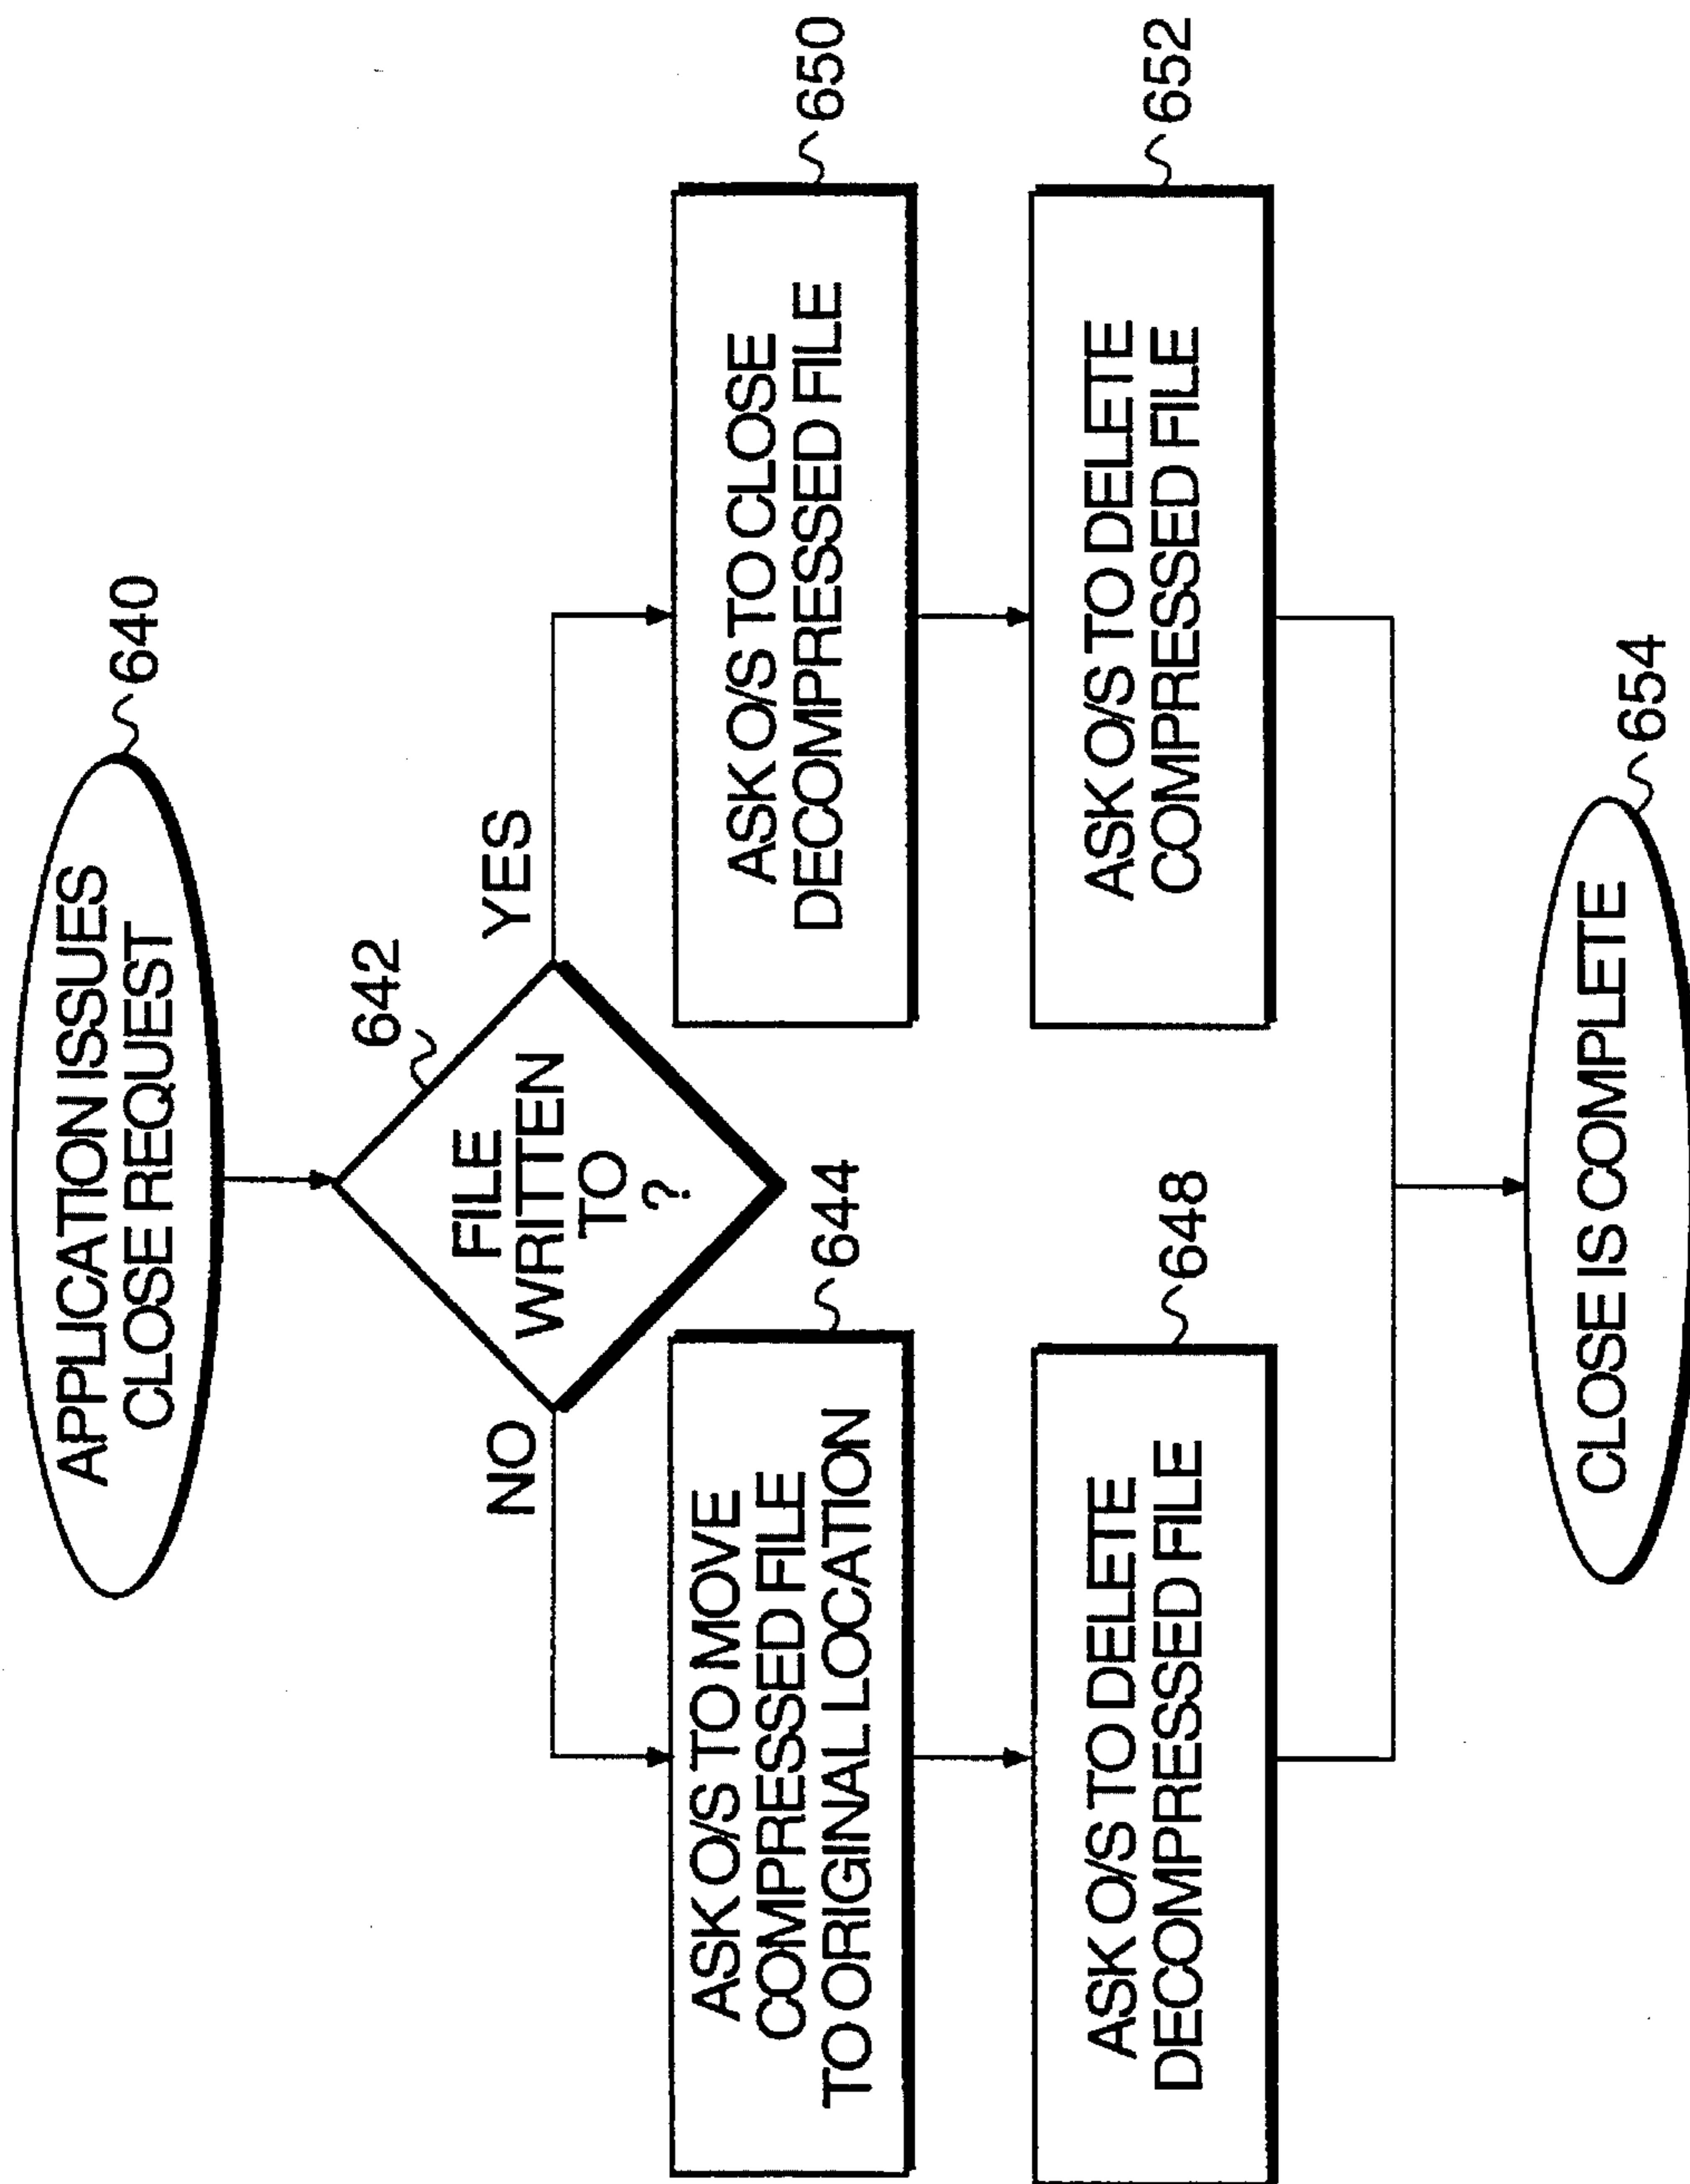 APPLICATION ISSUES
CLOSE REQUEST
640
642
FILE
WRITTEN
TO
?
NO
YES
644
ASK O/S TO MOVE
COMPRESSED FILE
TO ORIGINAL LOCATION
650
ASK O/S TO CLOSE
DECOMPRESSED FILE
648
ASK O/S TO DELETE
DECOMPRESSED FILE
652
ASK O/S TO DELETE
COMPRESSED FILE
654
CLOSE IS COMPLETE